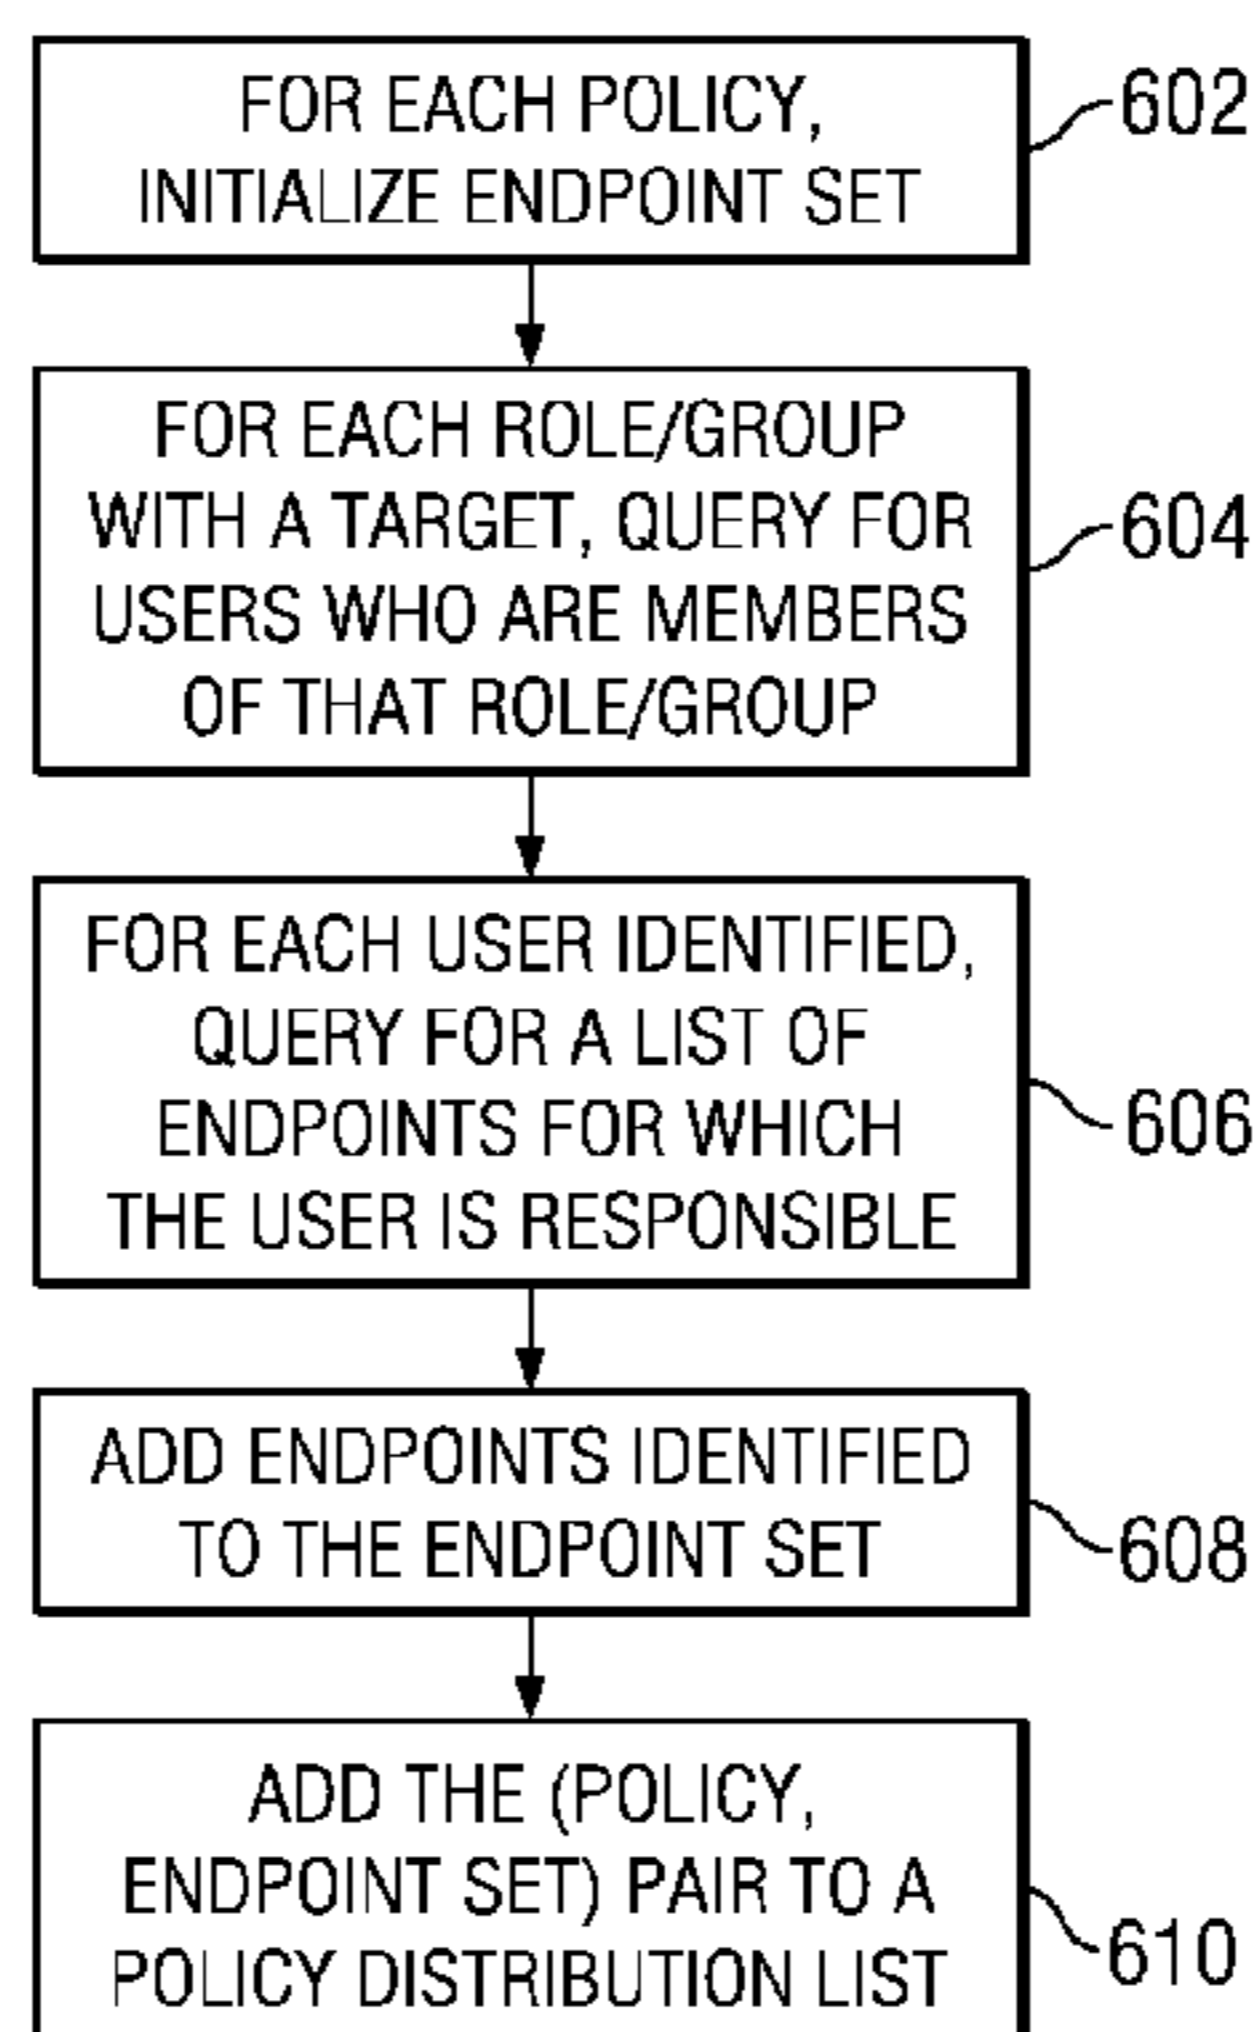 FOR EACH POLICY,
INITIALIZE ENDPOINT SET
602
FOR EACH ROLE/GROUP
WITH A TARGET, QUERY FOR
USERS WHO ARE MEMBERS
OF THAT ROLE/GROUP
604
FOR EACH USER IDENTIFIED,
QUERY FOR A LIST OF
ENDPOINTS FOR WHICH
THE USER IS RESPONSIBLE
606
ADD ENDPOINTS IDENTIFIED
TO THE ENDPOINT SET
608
ADD THE (POLICY,
ENDPOINT SET) PAIR TO A
POLICY DISTRIBUTION LIST
610